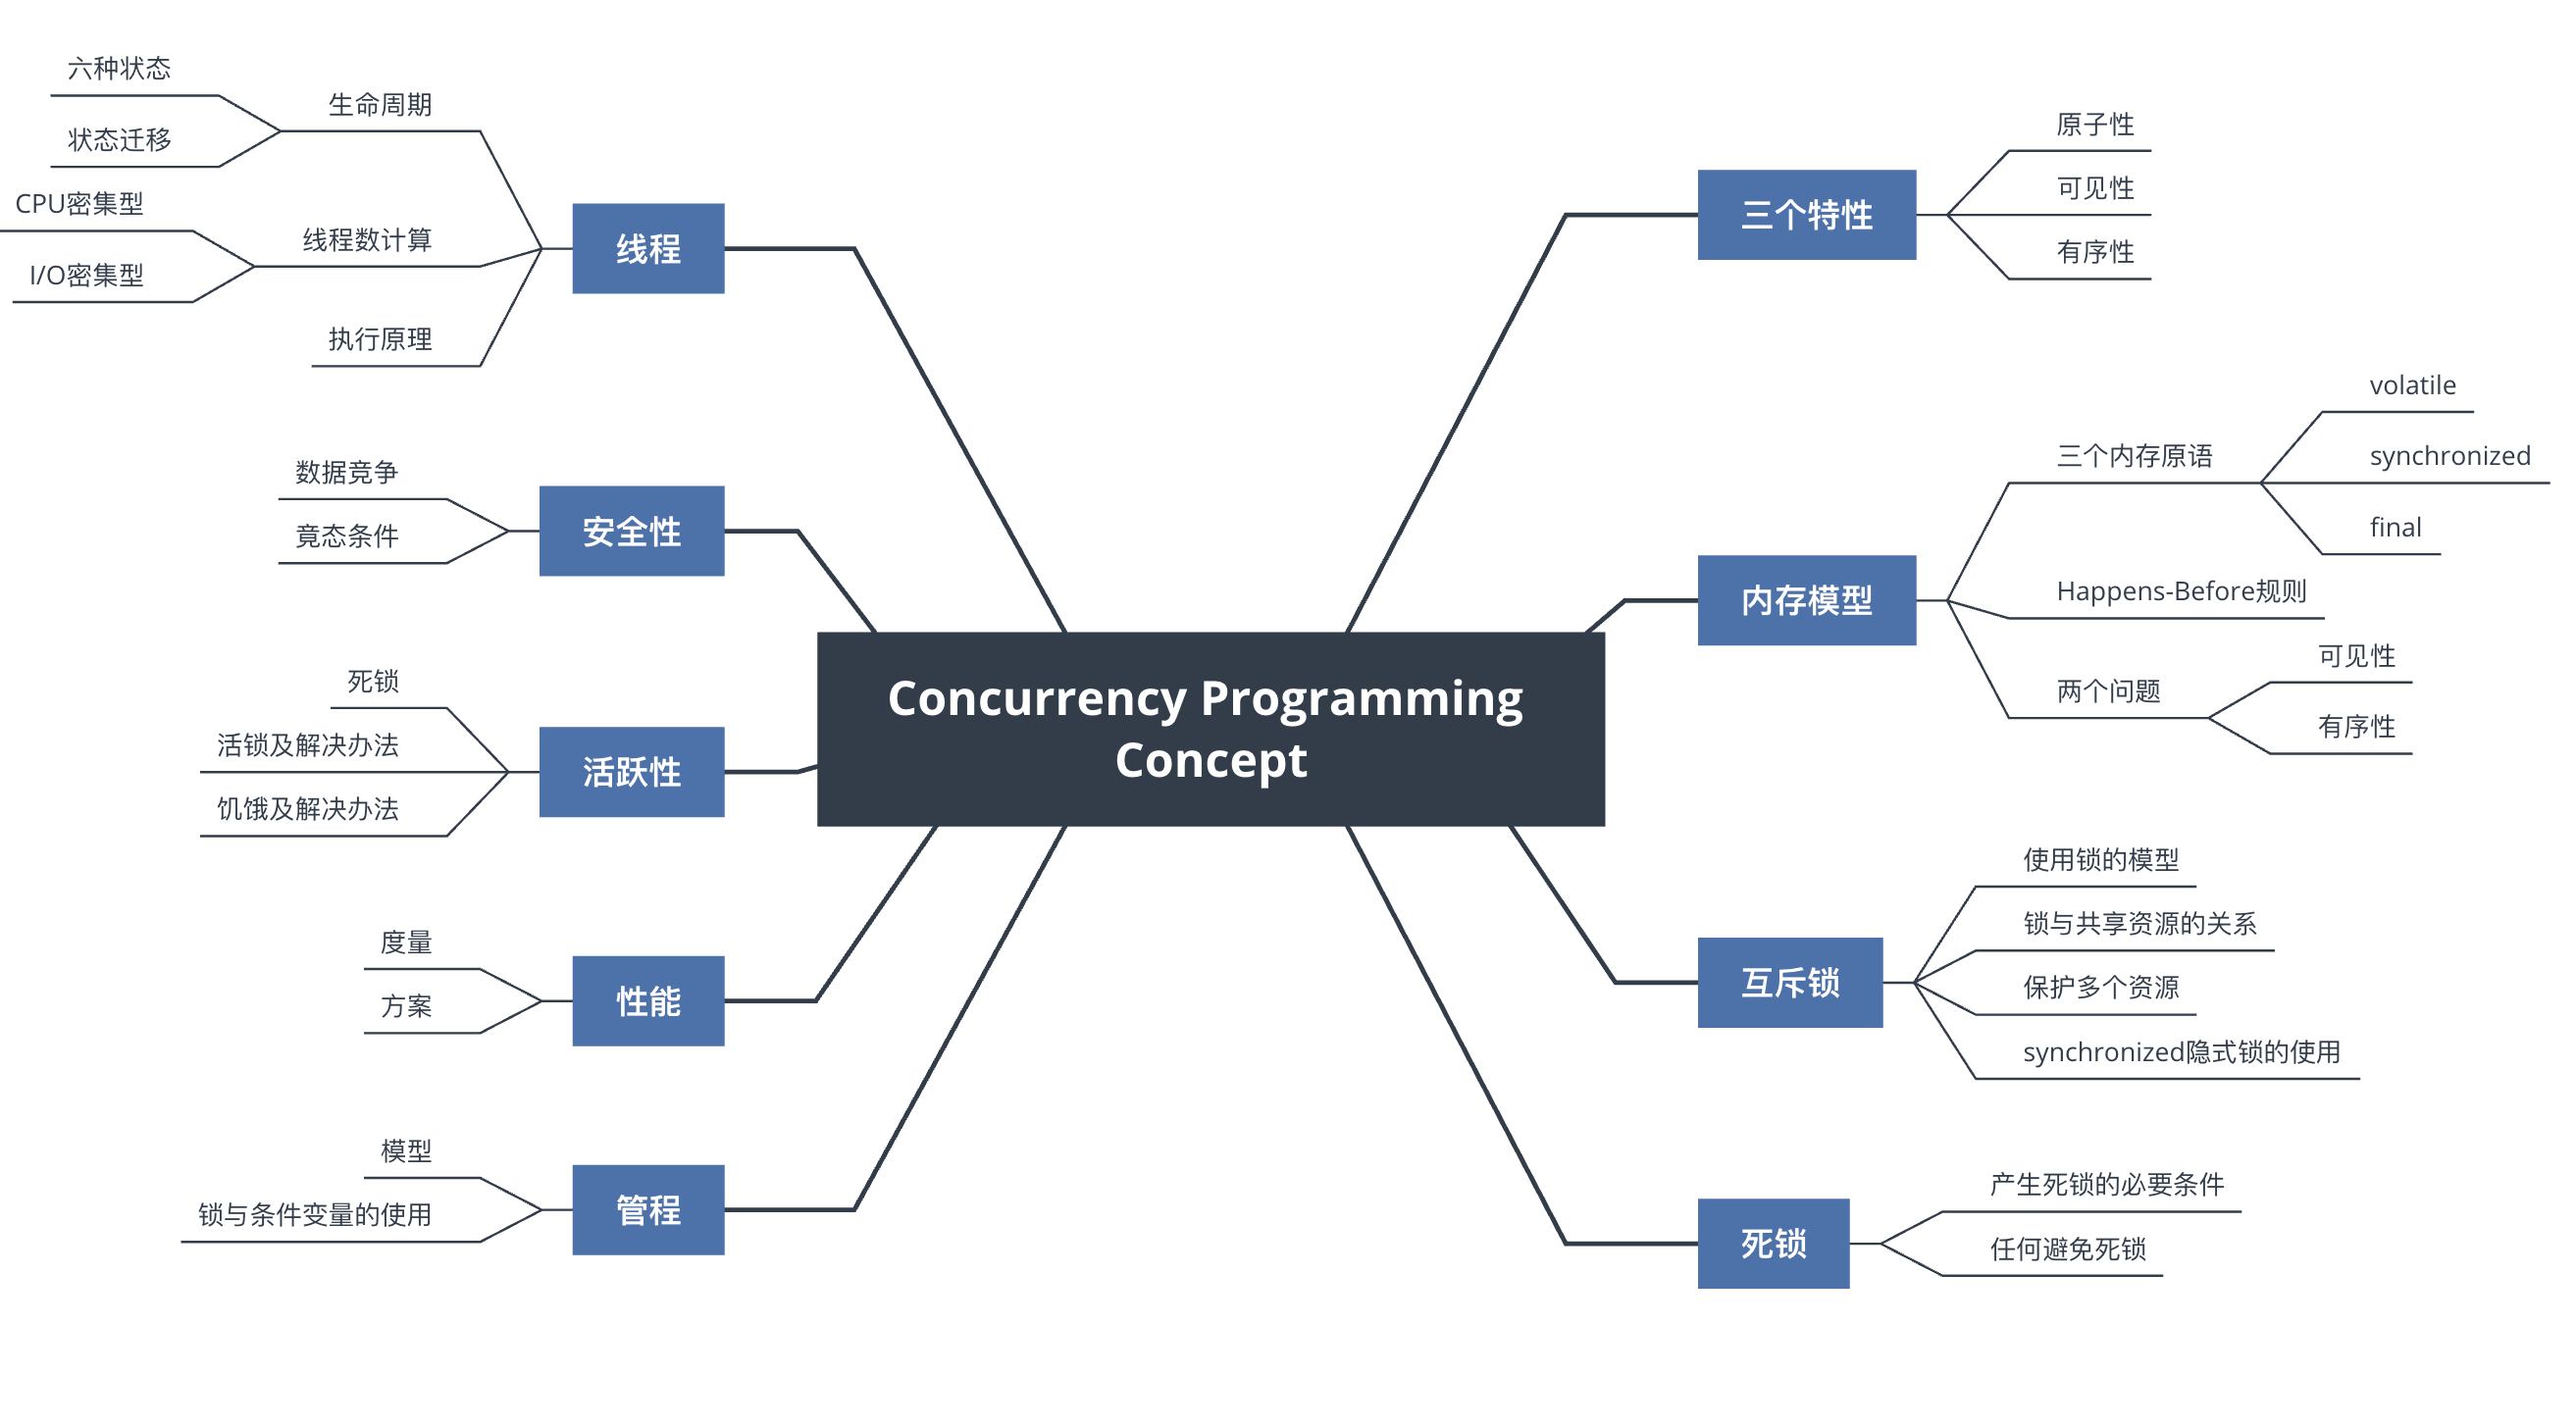 Concurrency Programming
Concept
三个特性
原子性
可见性
有序性
内存模型
三个内存原语
volatile
synchronized
final
Happens-Before规则
两个问题
可见性
有序性
互斥锁
使用锁的模型
锁与共享资源的关系
保护多个资源
synchronized隐式锁的使用
死锁
产生死锁的必要条件
任何避免死锁
线程
生命周期
六种状态
状态迁移
线程数计算
CPU密集型
I/O密集型
执行原理
安全性
数据竞争
竟态条件
活跃性
死锁
活锁及解决办法
饥饿及解决办法
性能
度量
方案
管程
模型
锁与条件变量的使用